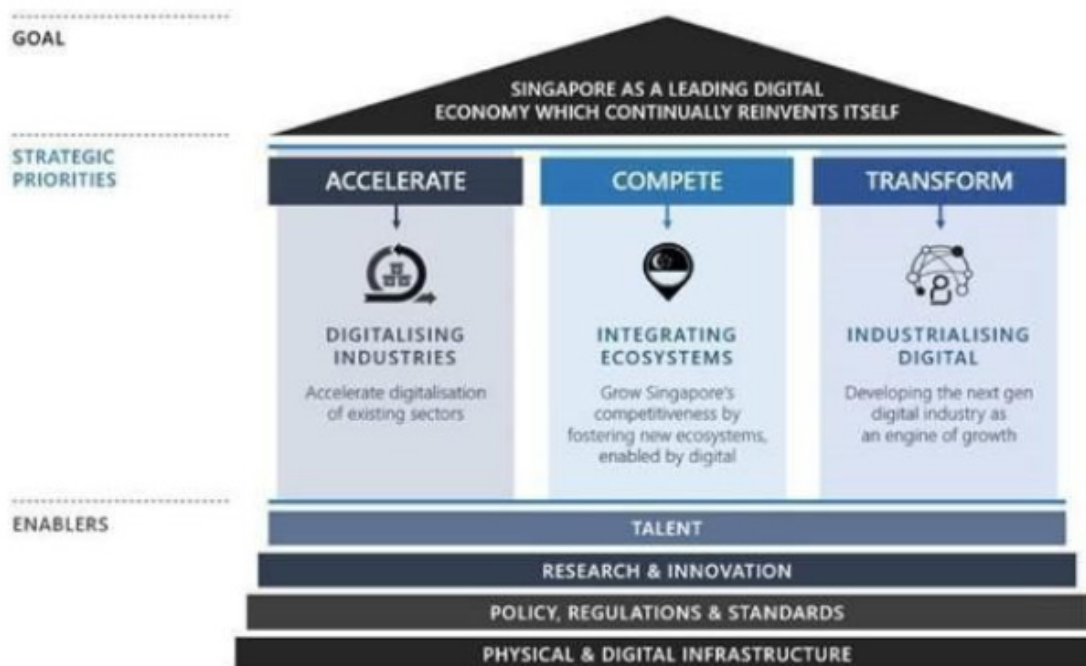 GOAL
SINGAPORE AS A LEADING DIGITAL
ECONOMY WHICH CONTINUALLY REINVENTS ITSELF
STRATEGIC
PRIORITIES
ACCELERATE
DIGITALISING
INDUSTRIES
Accelerate digitalisation
of existing sectors
COMPETE
INTEGRATING
ECOSYSTEMS
Grow Singapore's
competitiveness by
fostering new ecosystems,
enabled by digital
TRANSFORM
INDUSTRIALISING
DIGITAL
Developing the next gen
digital industry as
an engine of growth
ENABLERS
TALENT
RESEARCH & INNOVATION
POLICY, REGULATIONS & STANDARDS
PHYSICAL & DIGITAL INFRASTRUCTURE